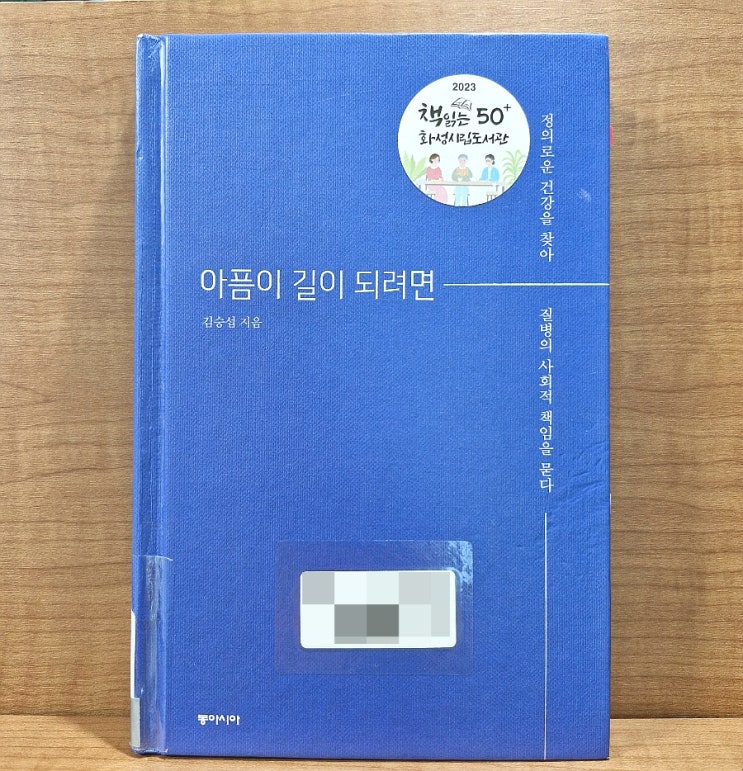 2023
책읽는 50+
화성시립도서관
정의로운 건강을 찾아
질병의 사회적 책임을 묻다
아픔이 길이 되려면
김승섭 지음
동아시아